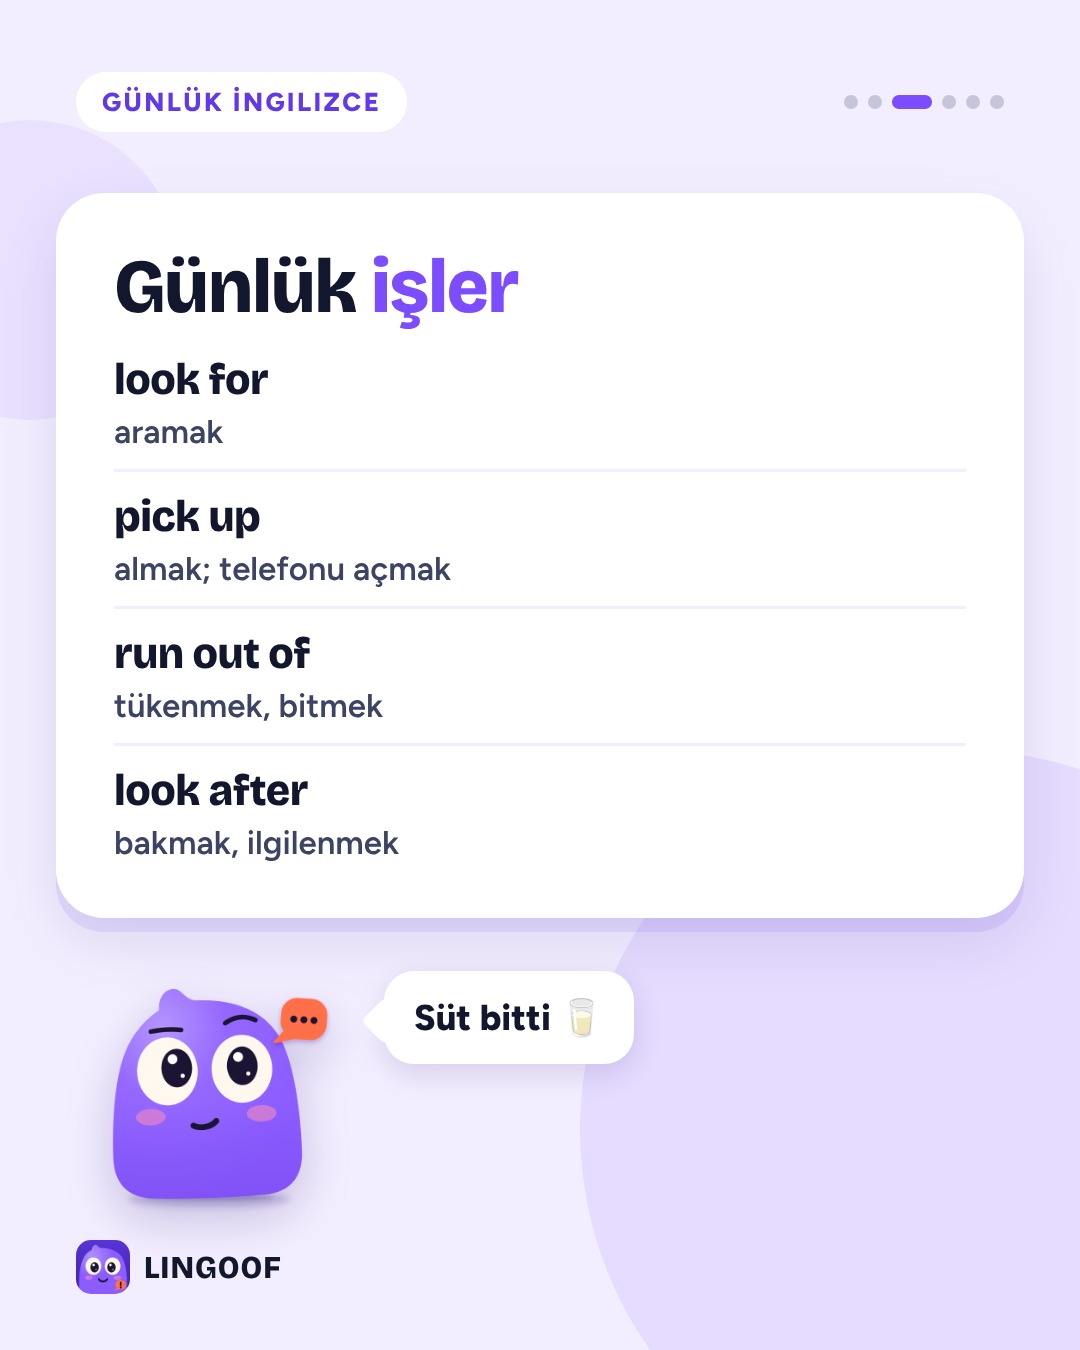 GÜNLÜK İNGILIZCE
Günlük işler
look for
aramak
pick up
almak; telefonu açmak
run out of
tükenmek, bitmek
look after
bakmak, ilgilenmek
Süt bitti 🥛
LINGOOF